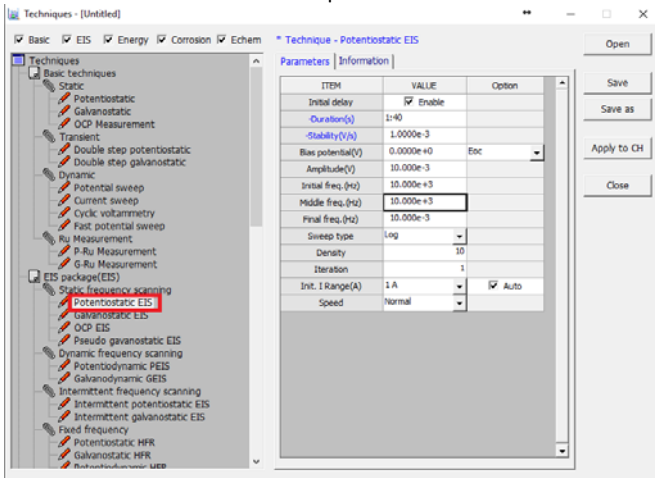 Techniques - [Untitled]
Basic EIS Energy Corrosion Echem
Techniques
Basic techniques
Static
Potentiostatic
Galvanostatic
OCP Measurement
Transient
Double step potentiostatic
Double step galvanostatic
Dynamic
Potential sweep
Current sweep
Cyclic voltammetry
Fast potential sweep
Ru Measurement
P-Ru Measurement
G-Ru Measurement
EIS package(EIS)
Static frequency scanning
Potentiostatic EIS
Galvanostatic EIS
OCP EIS
Pseudo gavanostatic EIS
Dynamic frequency scanning
Potentiodynamic PEIS
Galvanodynamic GEIS
Intermittent frequency scanning
Intermittent potentiostatic EIS
Intermittent galvanostatic EIS
Fixed frequency
Potentiostatic HFR
Galvanostatic HFR
Potentiodynamic HFR
* Technique - Potentiostatic EIS
Parameters Information
ITEM VALUE Option
Initial delay Enable
-Duration(s) 1:40
-Stability(V/s) 1.0000e-3
Bias potential(V) 0.0000e+0 Eoc
Amplitude(V) 10.000e-3
Initial freq.(Hz) 10.000e+3
Middle freq.(Hz) 10.000e+3
Final freq.(Hz) 10.000e-3
Sweep type Log
Density 10
Iteration 1
Init. I Range(A) 1 A Auto
Speed Normal
Open
Save
Save as
Apply to CH
Close